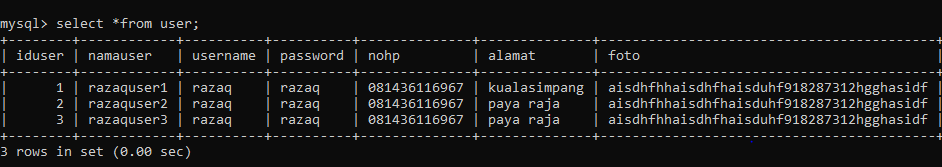 mysql> select *from user;
+--------+------------+----------+----------+--------------+--------------+-----------------------------------------+
| iduser | namauser   | username | password | nohp         | alamat       | foto                                    |
+--------+------------+----------+----------+--------------+--------------+-----------------------------------------+
|      1 | razaquser1 | razaq    | razaq    | 081436116967 | kualasimpang | aisdhfhhaisdhfhaisduhf918287312hgghasidf |
|      2 | razaquser2 | razaq    | razaq    | 081436116967 | paya raja    | aisdhfhhaisdhfhaisduhf918287312hgghasidf |
|      3 | razaquser3 | razaq    | razaq    | 081436116967 | paya raja    | aisdhfhhaisdhfhaisduhf918287312hgghasidf |
+--------+------------+----------+----------+--------------+--------------+-----------------------------------------+
3 rows in set (0.00 sec)